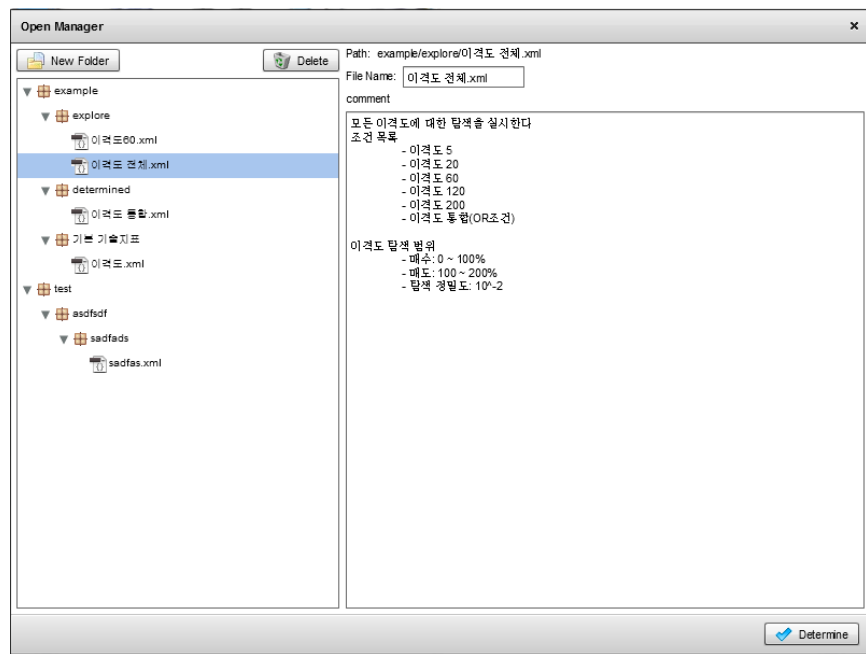 Open Manager
New Folder
Delete
example
explore
이격도60.xml
이격도 전체.xml
determined
이격도 통합.xml
기본 기술지표
이격도.xml
test
asdfsdf
sadfads
sadfas.xml
Path: example/explore/이격도 전체.xml
File Name: 이격도 전체.xml
comment
모든 이격도에 대한 탐색을 실시한다
조건 목록
- 이격도 5
- 이격도 20
- 이격도 60
- 이격도 120
- 이격도 200
- 이격도 통합(OR조건)
이격도 탐색 범위
- 매수: 0 ~ 100%
- 매도: 100 ~ 200%
- 탐색 정밀도: 10^-2
Determine